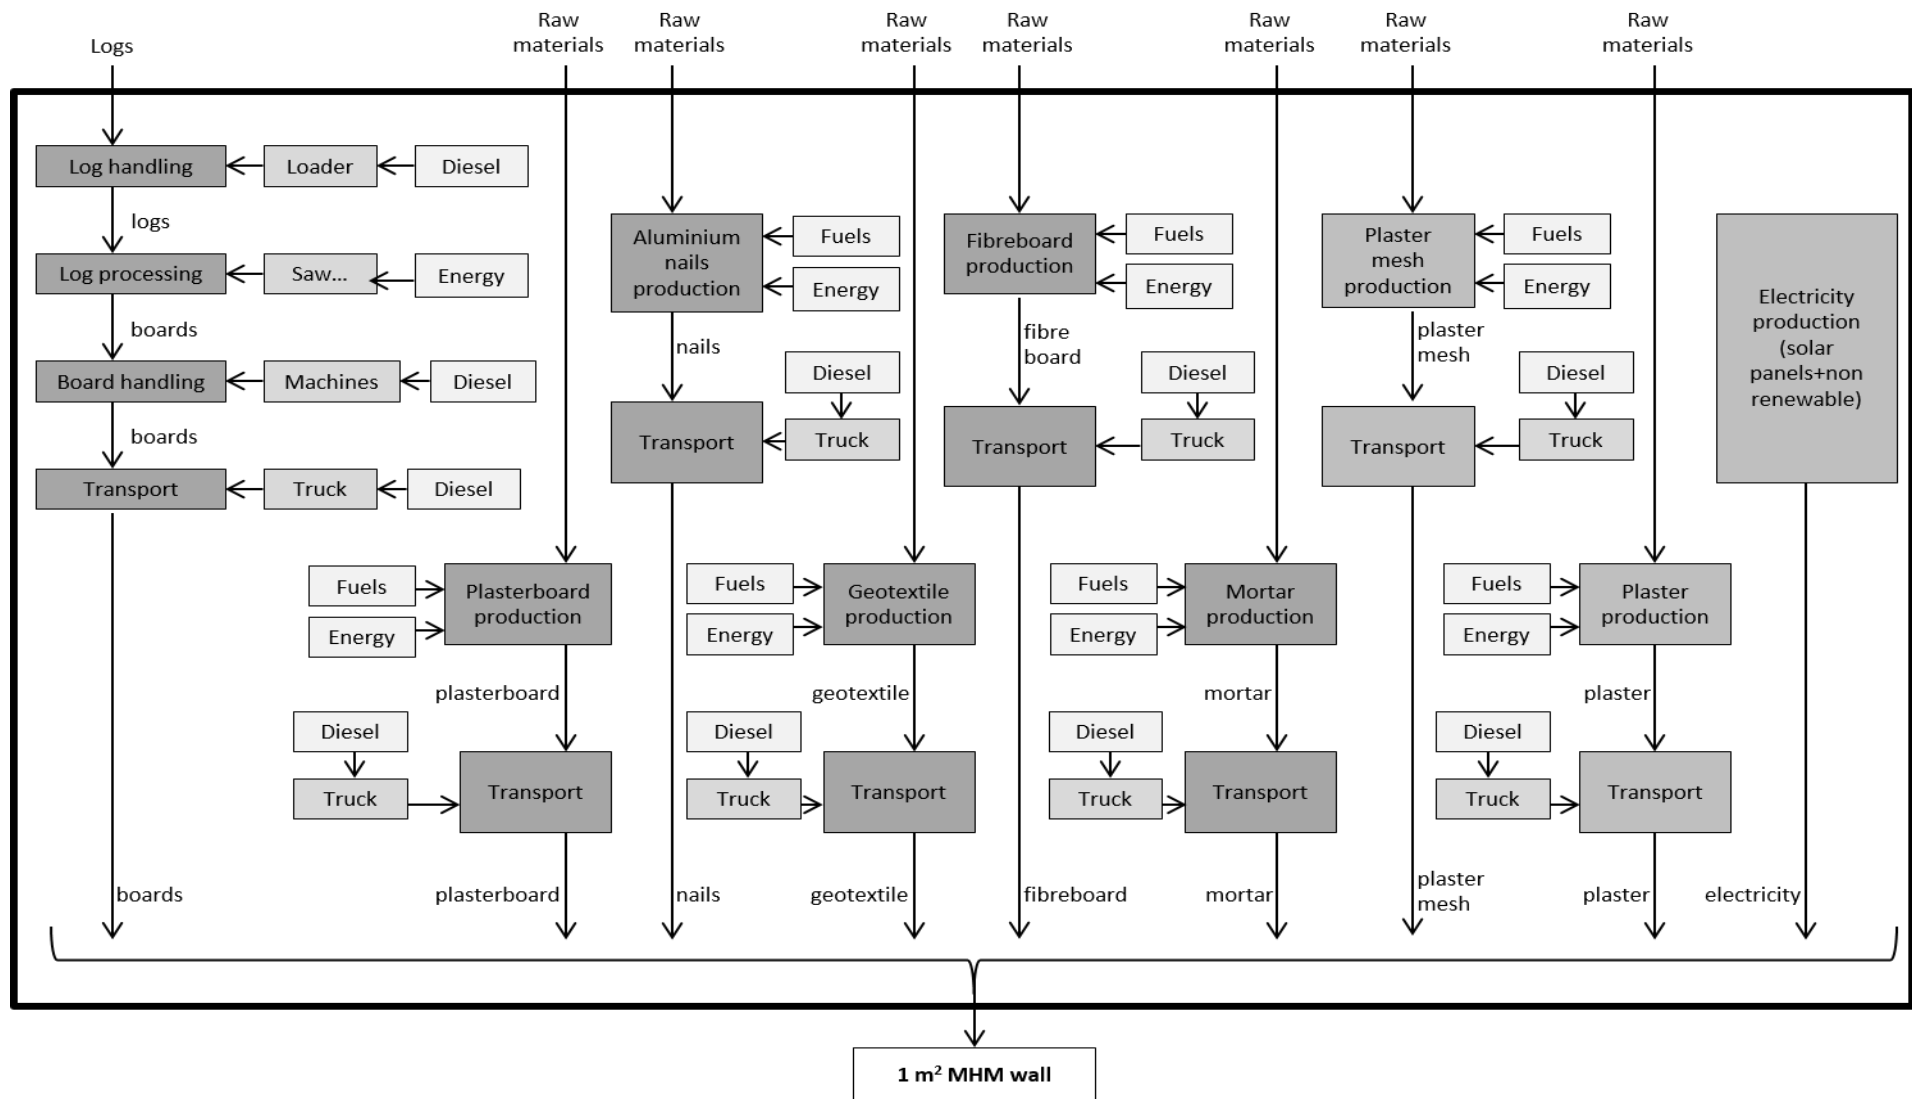 Logs
Raw
materials
Raw
materials
Raw
materials
Raw
materials
Raw
materials
Raw
materials
Raw
materials
Log handling
Loader
Diesel
logs
Log processing
Saw...
Energy
boards
Board handling
Machines
Diesel
boards
Transport
Truck
Diesel
boards
Fuels
Energy
Plasterboard
production
plasterboard
Diesel
Truck
Transport
plasterboard
Aluminium
nails
production
Fuels
Energy
nails
Diesel
Truck
Transport
nails
Fuels
Energy
Geotextile
production
geotextile
Diesel
Truck
Transport
geotextile
Fibreboard
production
Fuels
Energy
fibre
board
Diesel
Truck
Transport
fibreboard
Fuels
Energy
Mortar
production
mortar
Diesel
Truck
Transport
mortar
Plaster
mesh
production
Fuels
Energy
plaster
mesh
Diesel
Truck
Transport
plaster
mesh
Fuels
Energy
Plaster
production
plaster
Diesel
Truck
Transport
plaster
Electricity
production
(solar
panels+non
renewable)
electricity
1 m² MHM wall